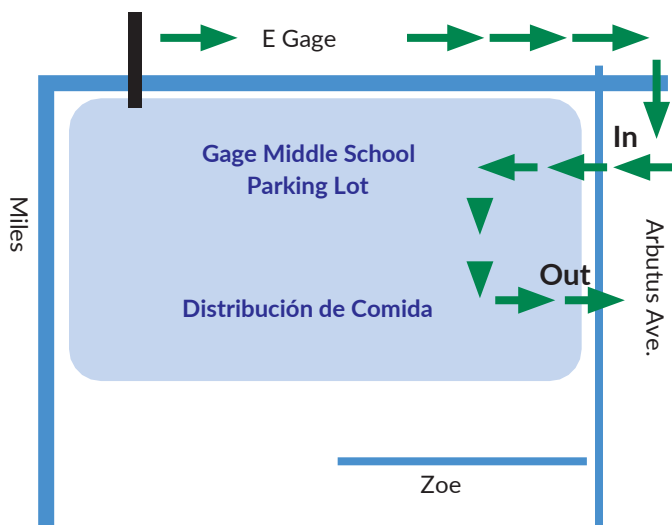 E Gage
In
Gage Middle School
Parking Lot
Miles
Arbutus Ave.
Out
Distribución de Comida
Zoe